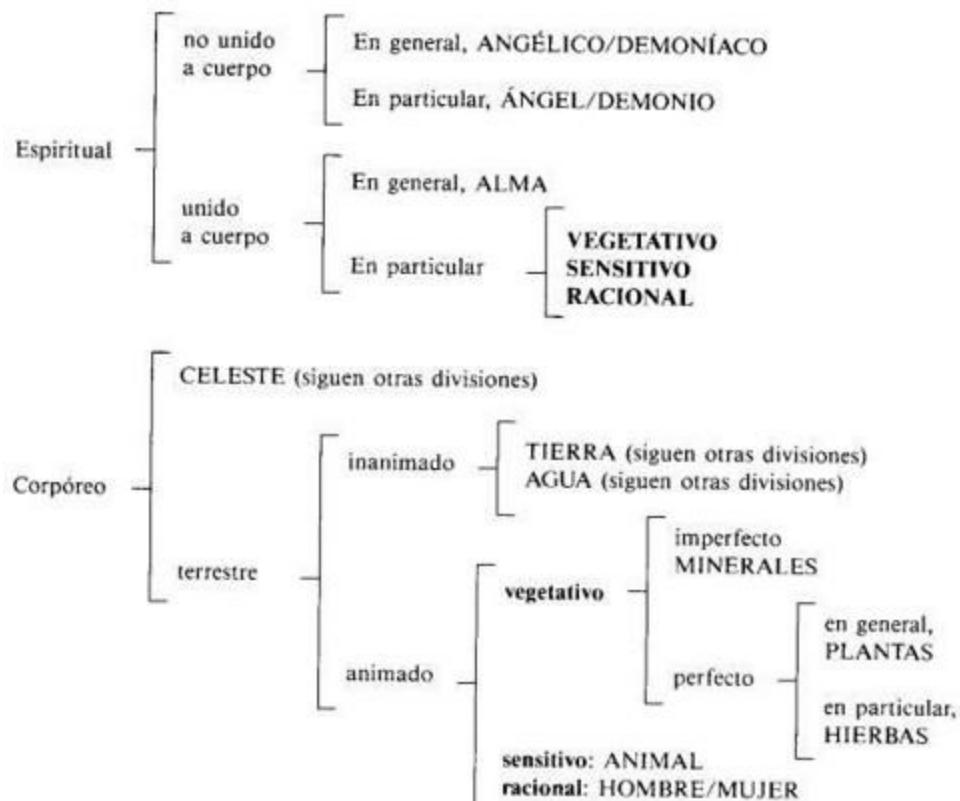 no unido
a cuerpo
En general, ANGÉLICO/DEMONÍACO
En particular, ÁNGEL/DEMONIO
Espiritual
unido
a cuerpo
En general, ALMA
En particular
VEGETATIVO
SENSITIVO
RACIONAL
Corpóreo
CELESTE (siguen otras divisiones)
terrestre
inanimado
TIERRA (siguen otras divisiones)
AGUA (siguen otras divisiones)
animado
vegetativo
imperfecto
MINERALES
perfecto
en general,
PLANTAS
en particular,
HIERBAS
sensitivo: ANIMAL
racional: HOMBRE/MUJER